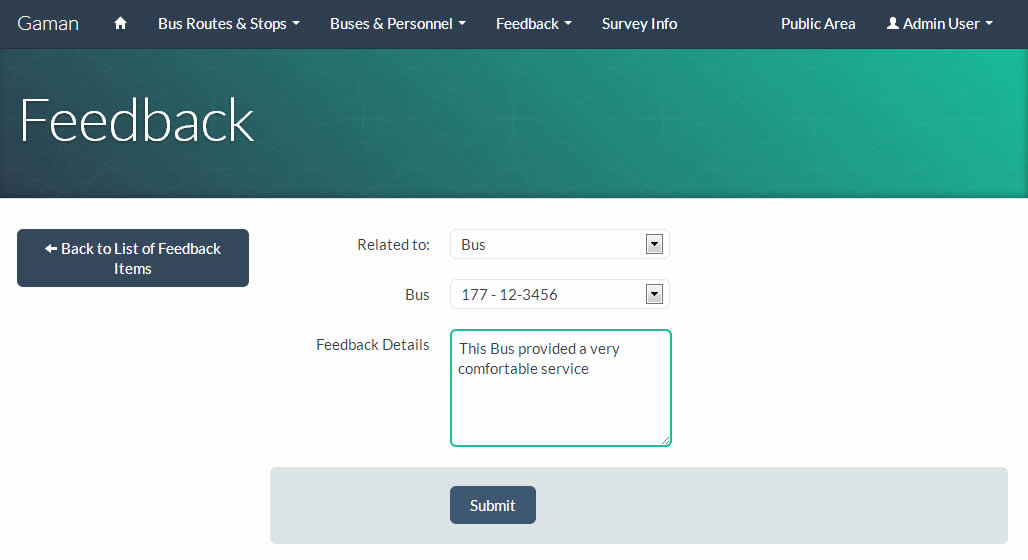 Gaman Bus Routes & Stops Buses & Personnel Feedback Survey Info Public Area Admin User
Feedback
Back to List of Feedback
Items
Related to: Bus
Bus 177 - 12-3456
Feedback Details
This Bus provided a very
comfortable service
Submit